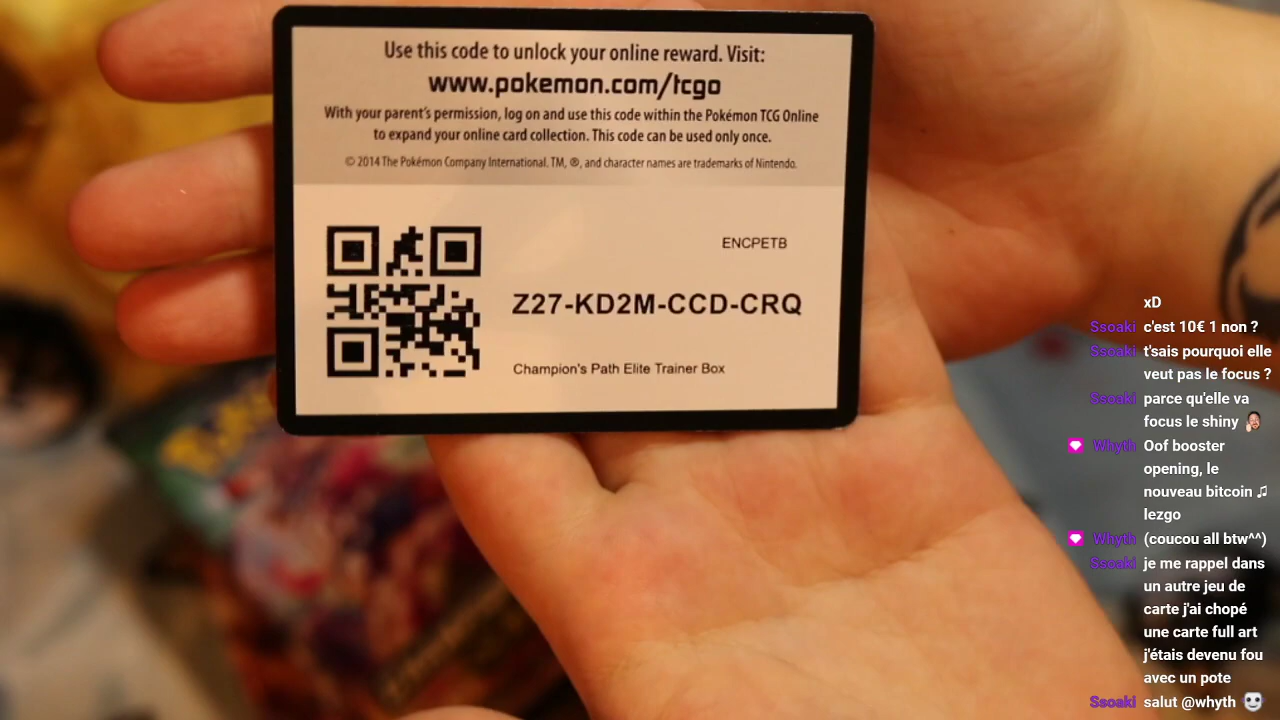 Use this code to unlock your online reward. Visit:
www.pokemon.com/tcgo
With your parent's permission, log on and use this code within the Pokémon TCG Online
to expand your online card collection. This code can be used only once.
© 2014 The Pokémon Company International. TM, ®, and character names are trademarks of Nintendo.
ENCPETB
Z27-KD2M-CCD-CRQ
Champion's Path Elite Trainer Box
xD
Ssoaki c'est 10€ 1 non ?
Ssoaki t'sais pourquoi elle
veut pas le focus ?
Ssoaki parce qu'elle va
focus le shiny
Whyth Oof booster
opening, le
nouveau bitcoin ♫
lezgo
Whyth (coucou all btw^^)
Ssoaki je me rappel dans
un autre jeu de
carte j'ai chopé
une carte full art
j'étais devenu fou
avec un pote
Ssoaki salut @whyth